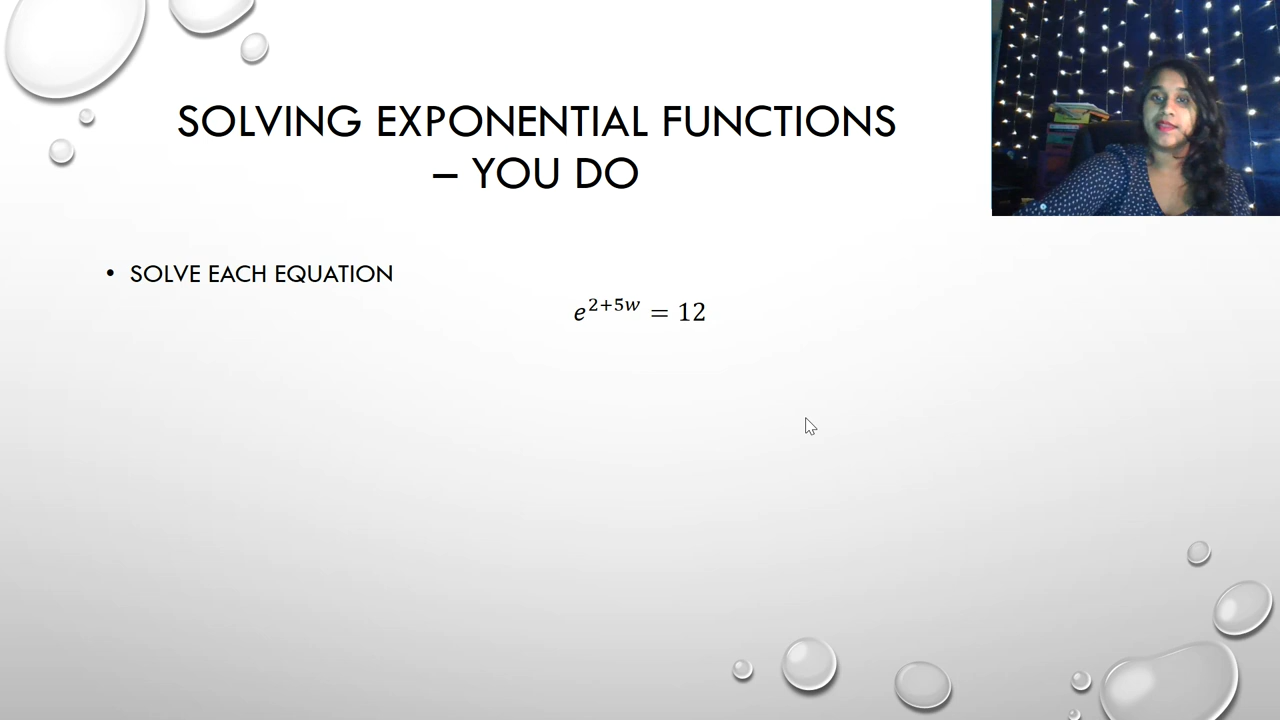 SOLVING EXPONENTIAL FUNCTIONS
– YOU DO
• SOLVE EACH EQUATION
$e^{2+5w} = 12$